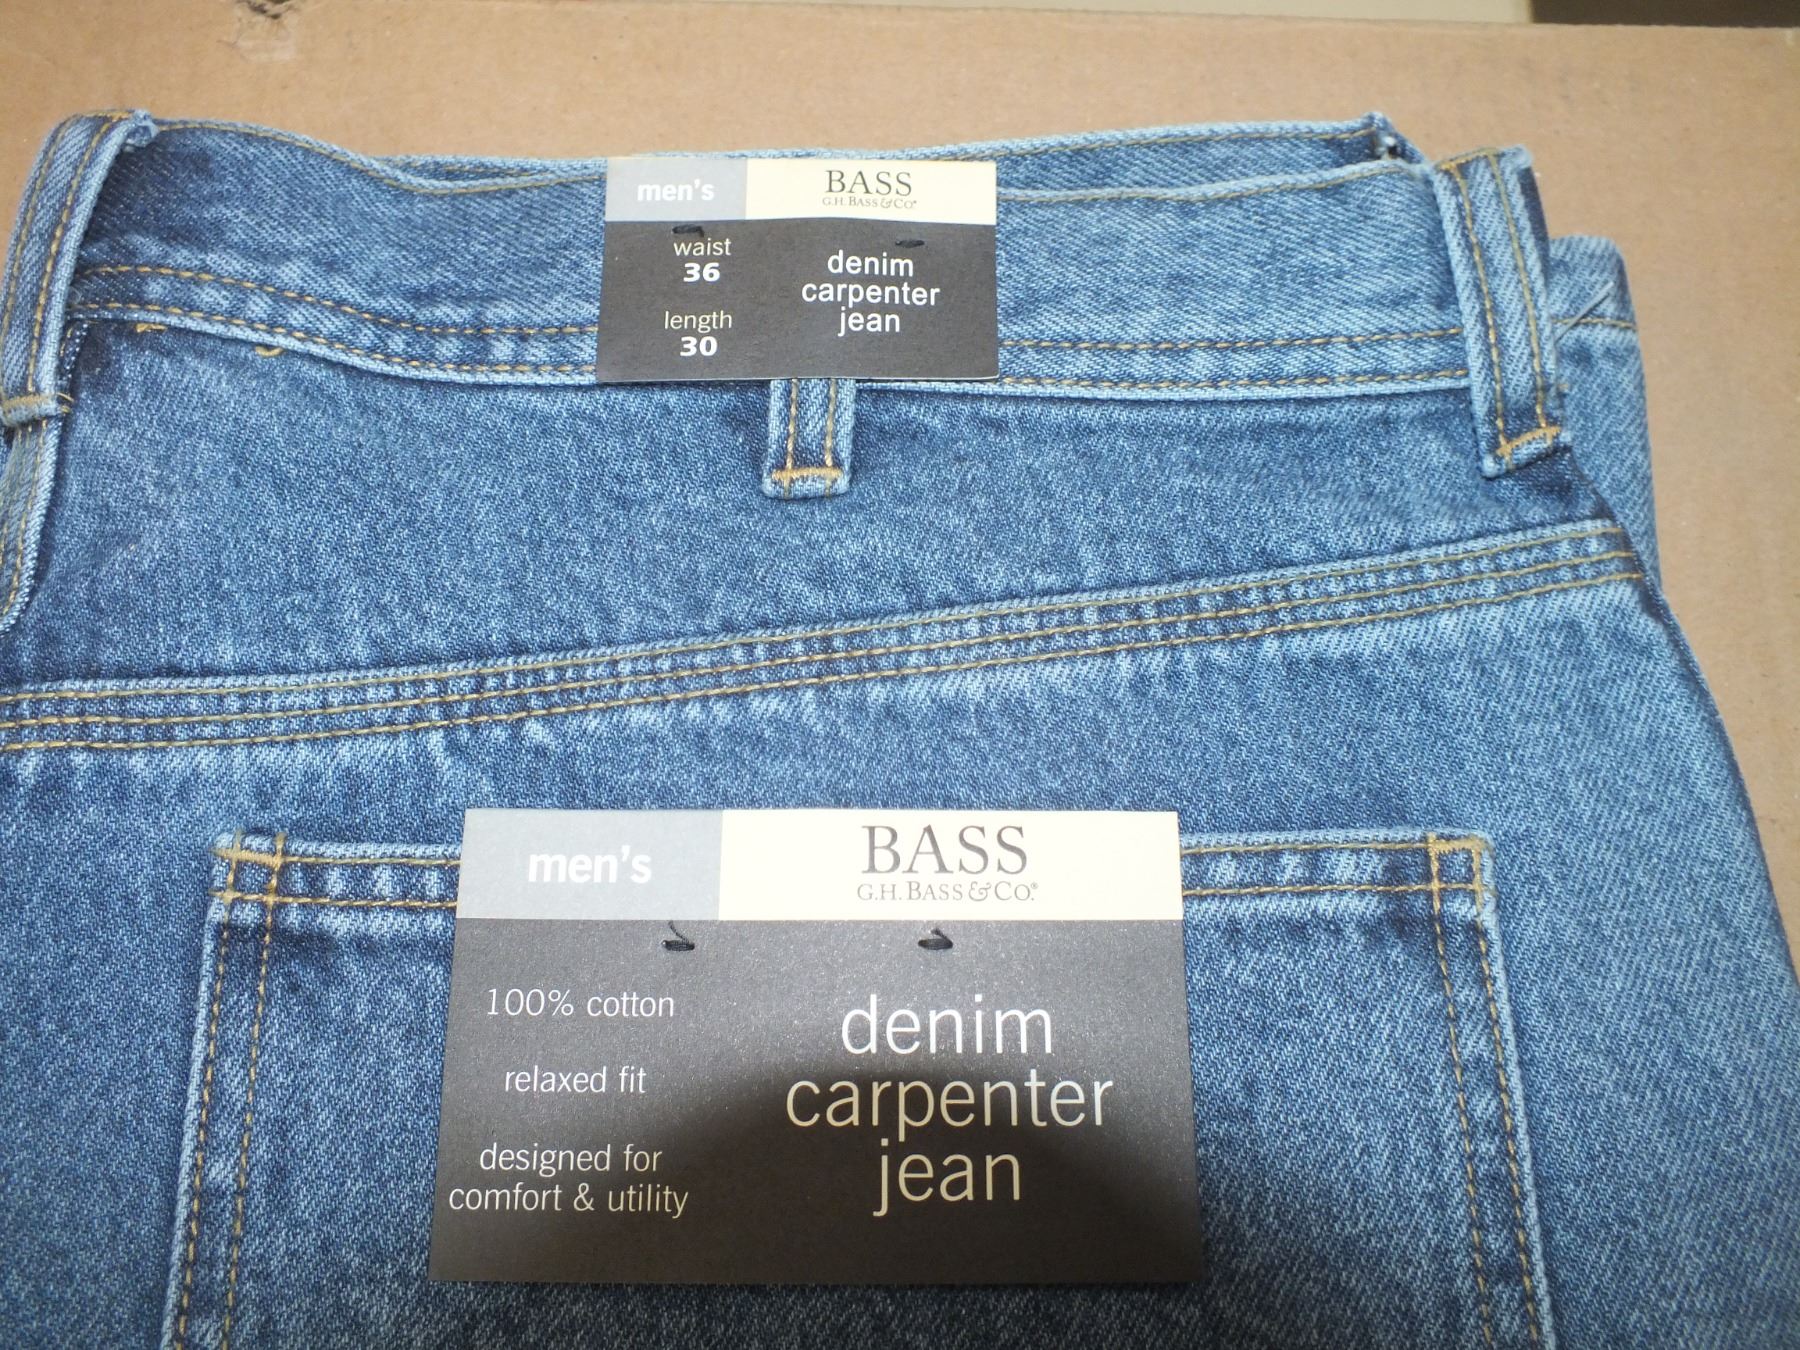 men's
BASS
G.H. BASS & CO.®
waist
36
length
30
denim
carpenter
jean
men's
BASS
G.H. BASS & CO.®
100% cotton
relaxed fit
designed for
comfort & utility
denim
carpenter
jean